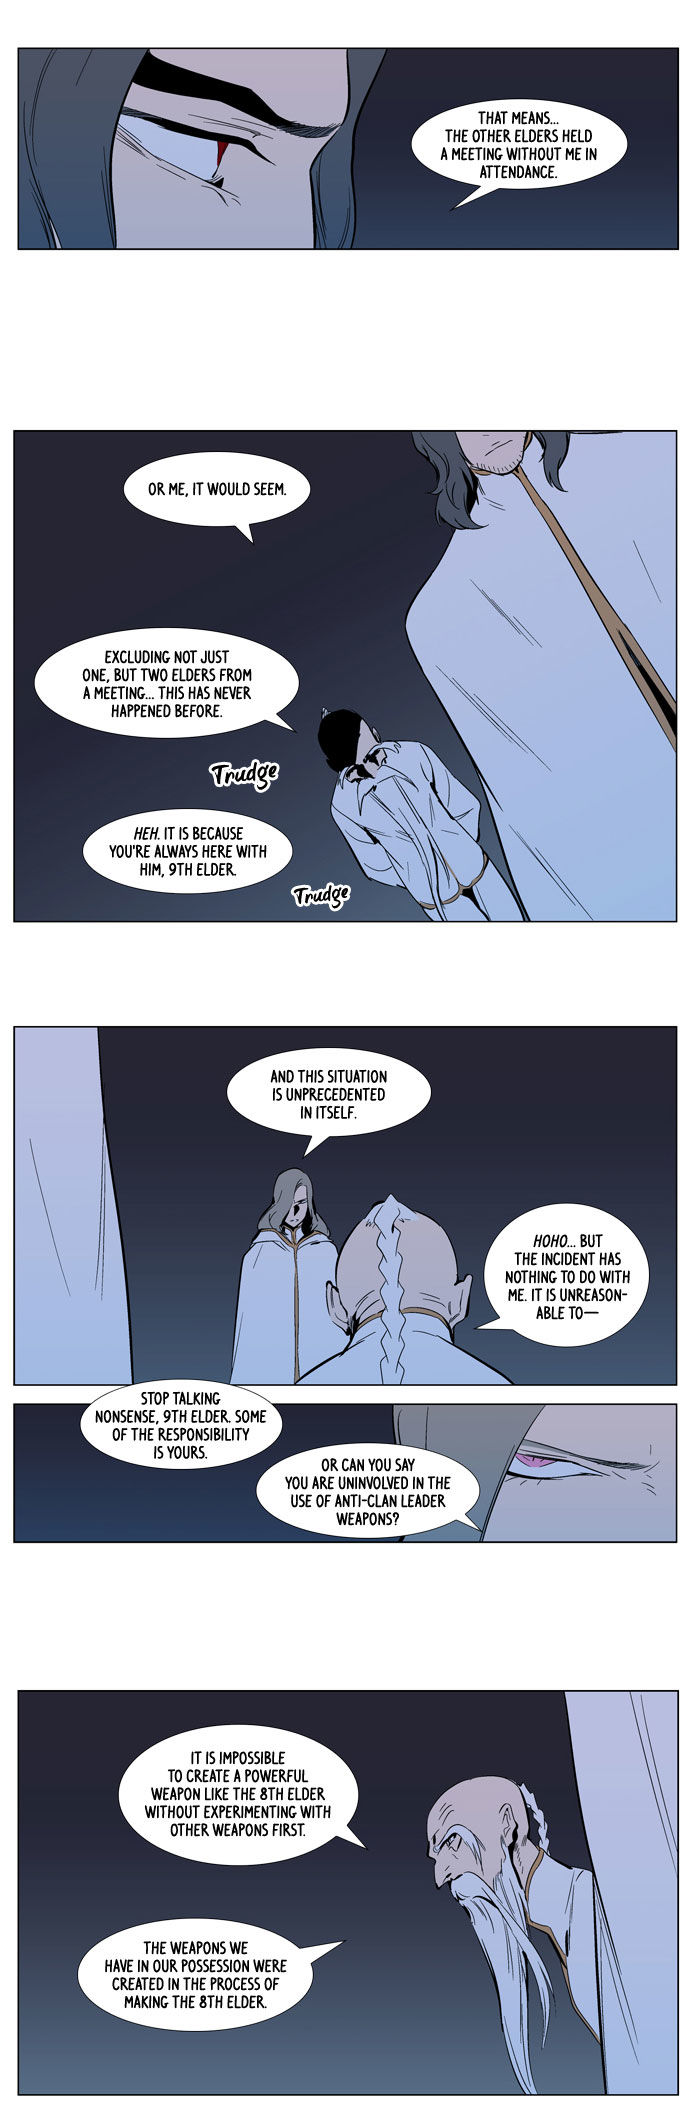 THAT MEANS...
THE OTHER ELDERS HELD
A MEETING WITHOUT ME IN
ATTENDANCE.
OR ME, IT WOULD SEEM.
EXCLUDING NOT JUST
ONE, BUT TWO ELDERS FROM
A MEETING... THIS HAS NEVER
HAPPENED BEFORE.
Trudge
HEH. IT IS BECAUSE
YOU'RE ALWAYS HERE WITH
HIM, 9TH ELDER.
Trudge
AND THIS SITUATION
IS UNPRECEDENTED
IN ITSELF.
HOHO... BUT
THE INCIDENT HAS
NOTHING TO DO WITH
ME. IT IS UNREASON-
ABLE TO—
STOP TALKING
NONSENSE, 9TH ELDER. SOME
OF THE RESPONSIBILITY
IS YOURS.
OR CAN YOU SAY
YOU ARE UNINVOLVED IN THE
USE OF ANTI-CLAN LEADER
WEAPONS?
IT IS IMPOSSIBLE
TO CREATE A POWERFUL
WEAPON LIKE THE 8TH ELDER
WITHOUT EXPERIMENTING WITH
OTHER WEAPONS FIRST.
THE WEAPONS WE
HAVE IN OUR POSSESSION WERE
CREATED IN THE PROCESS OF
MAKING THE 8TH ELDER.